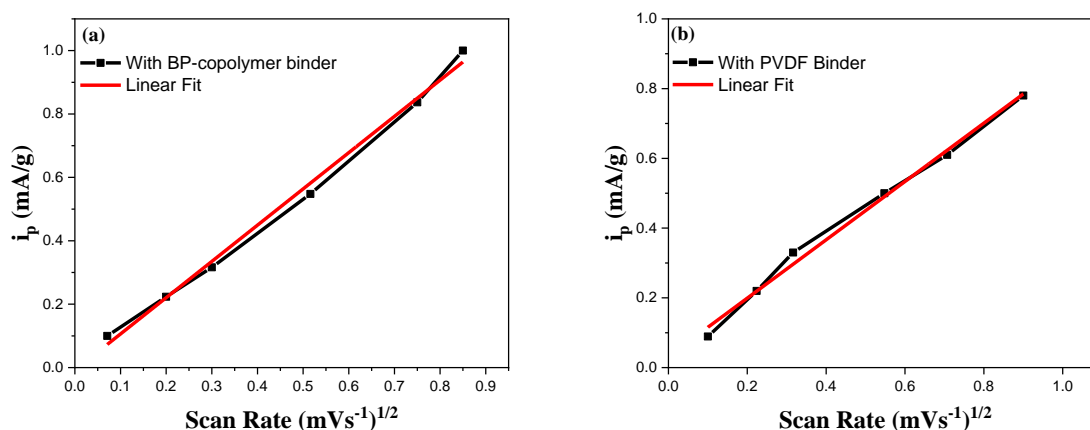 (a)
With BP-copolymer binder
Linear Fit
1.0
0.8
0.6
0.4
0.2
0.0
i_p (mA/g)
0.0 0.1 0.2 0.3 0.4 0.5 0.6 0.7 0.8 0.9
Scan Rate (mVs⁻¹)^{1/2}
(b)
With PVDF Binder
Linear Fit
1.0
0.8
0.6
0.4
0.2
0.0
i_p (mA/g)
0.0 0.2 0.4 0.6 0.8 1.0
Scan Rate (mVs⁻¹)^{1/2}